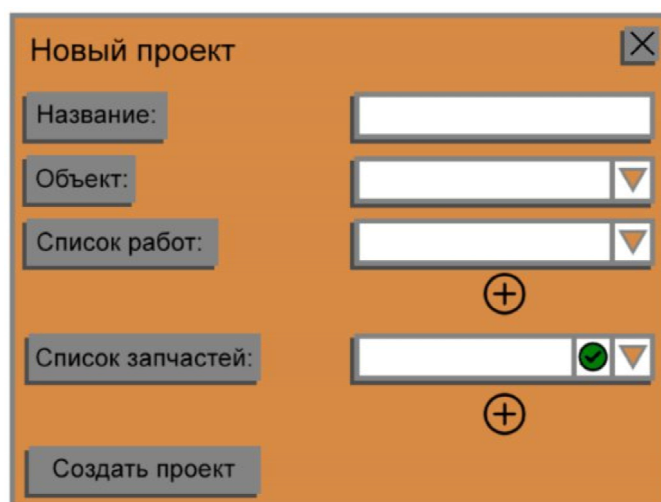 Новый проект
Название:
Объект:
Список работ:
Список запчастей:
Создать проект